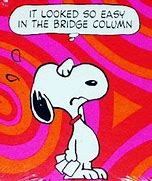 IT LOOKED SO EASY
IN THE BRIDGE COLUMN